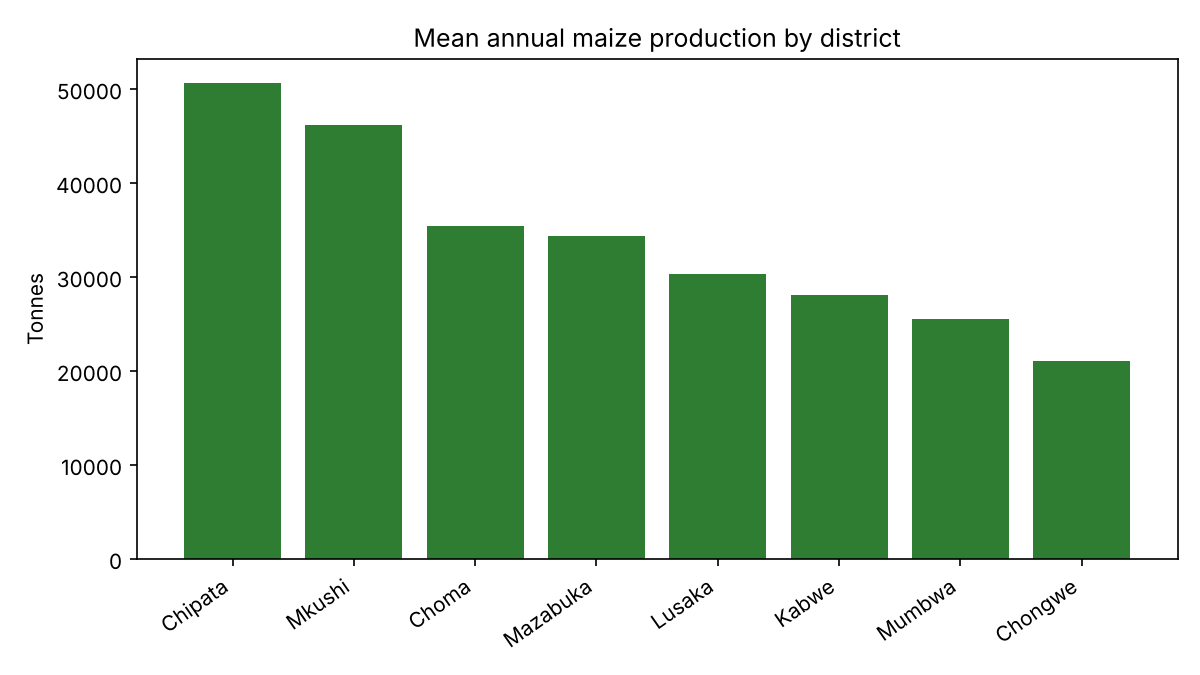 Mean annual maize production by district
Tonnes
50000
40000
30000
20000
10000
0
Chipata
Mkushi
Choma
Mazabuka
Lusaka
Kabwe
Mumbwa
Chongwe